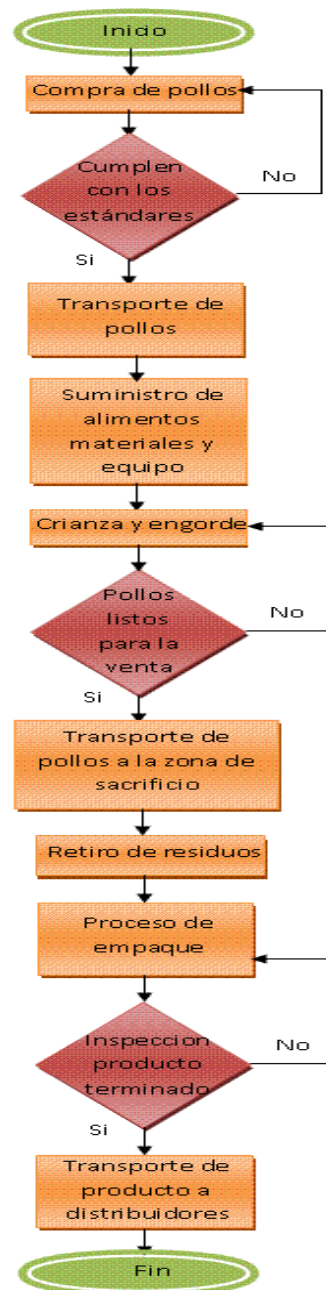 Inicio
Compra de pollos
Cumplen
con los
estándares
No
Si
Transporte de
pollos
Suministro de
alimentos
materiales y
equipo
Crianza y engorde
Pollos
listos
para la
venta
No
Si
Transporte de
pollos a la zona de
sacrificio
Retiro de residuos
Proceso de
empaque
Inspeccion
producto
terminado
No
Si
Transporte de
producto a
distribuidores
Fin